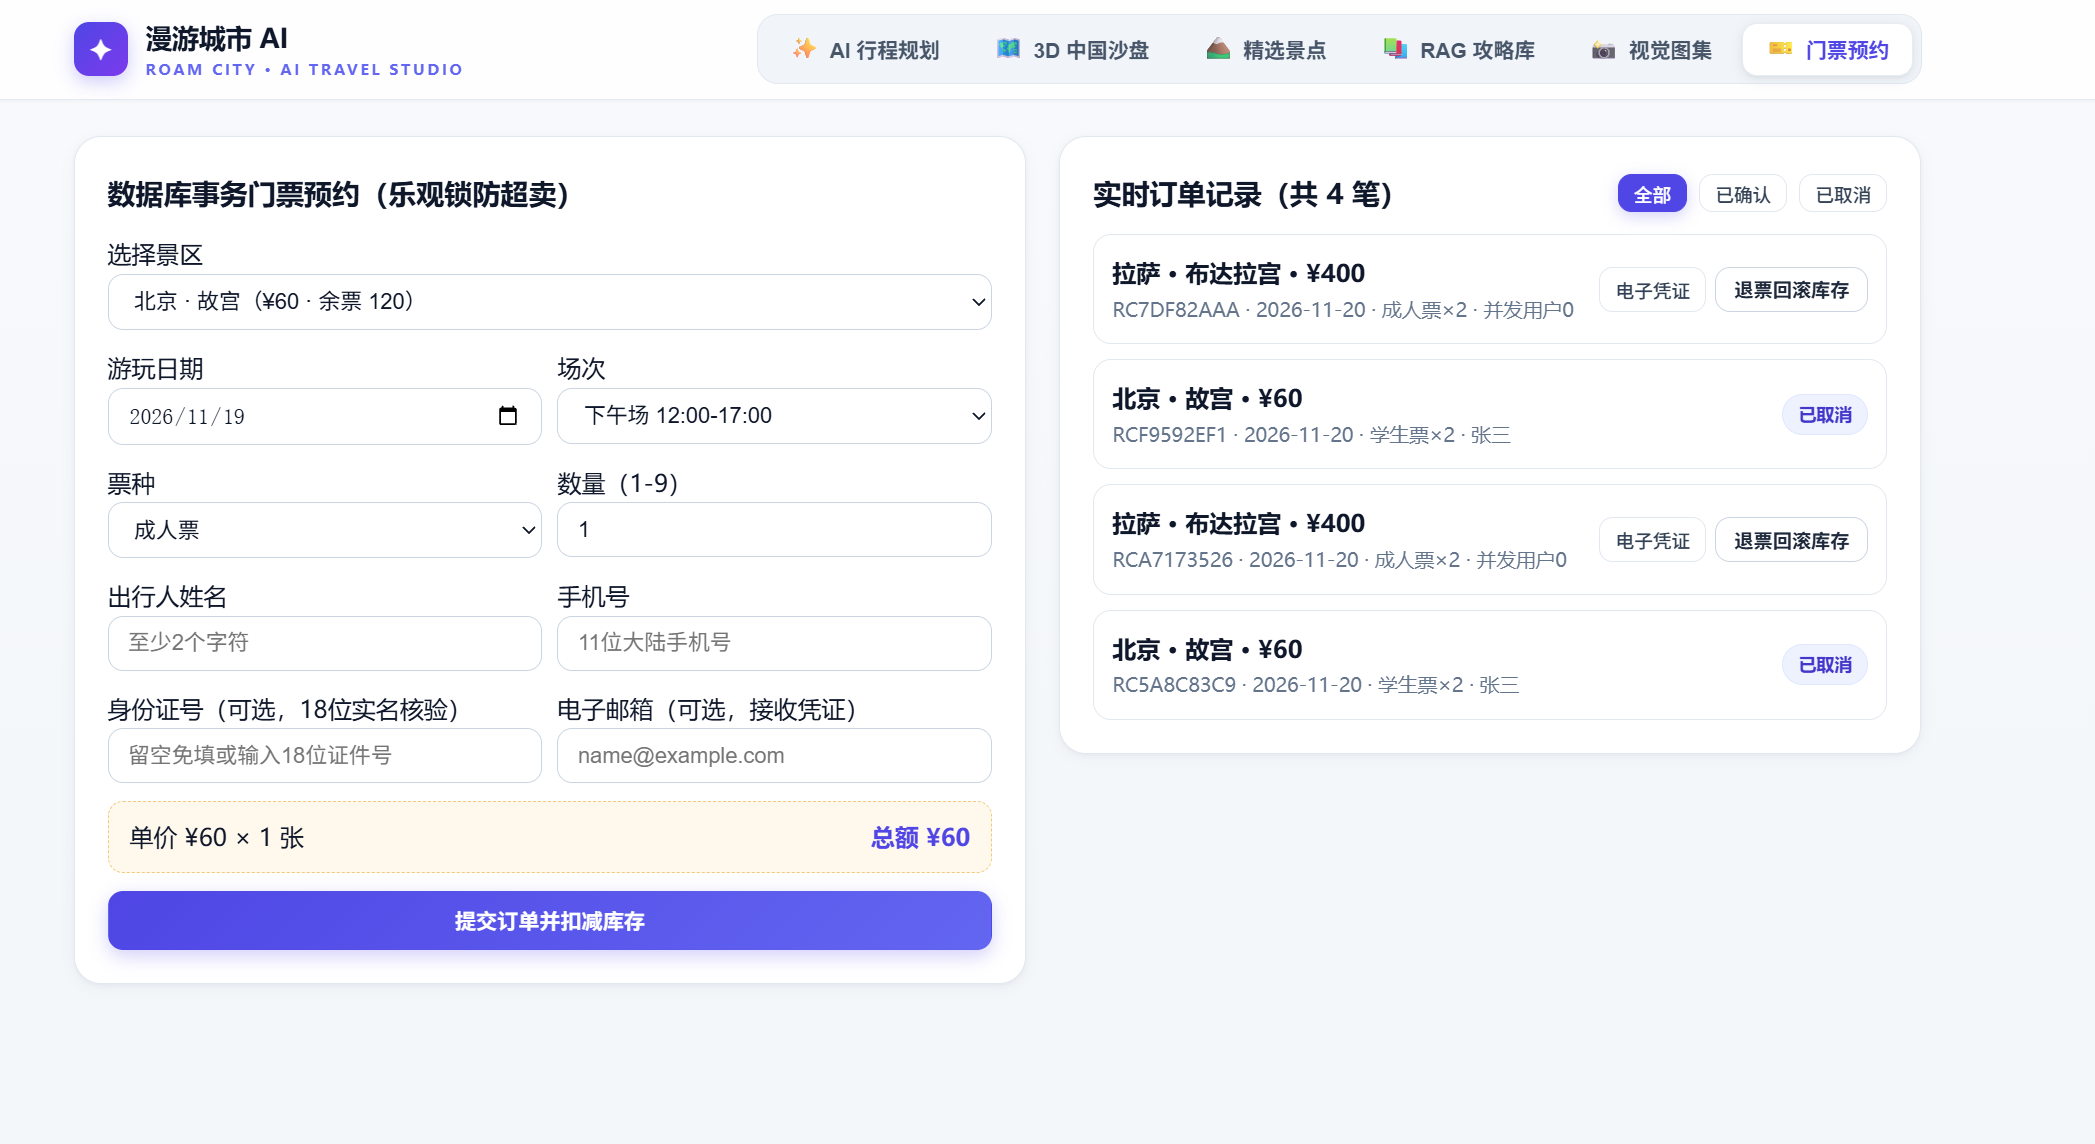 漫游城市 AI
ROAM CITY • AI TRAVEL STUDIO
AI 行程规划
3D 中国沙盘
精选景点
RAG 攻略库
视觉图集
门票预约
数据库事务门票预约（乐观锁防超卖）
选择景区
北京 · 故宫（¥60 · 余票 120）
游玩日期
场次
2026/11/19
下午场 12:00-17:00
票种
数量（1-9）
成人票
1
出行人姓名
手机号
至少2个字符
11位大陆手机号
身份证号（可选，18位实名核验）
电子邮箱（可选，接收凭证）
留空免填或输入18位证件号
name@example.com
单价 ¥60 × 1 张
总额 ¥60
提交订单并扣减库存
实时订单记录（共 4 笔）
全部
已确认
已取消
拉萨 • 布达拉宫 • ¥400
RC7DF82AAA · 2026-11-20 · 成人票×2 · 并发用户0
电子凭证
退票回滚库存
北京 • 故宫 • ¥60
RCF9592EF1 · 2026-11-20 · 学生票×2 · 张三
已取消
拉萨 • 布达拉宫 • ¥400
RCA7173526 · 2026-11-20 · 成人票×2 · 并发用户0
电子凭证
退票回滚库存
北京 • 故宫 • ¥60
RC5A8C83C9 · 2026-11-20 · 学生票×2 · 张三
已取消